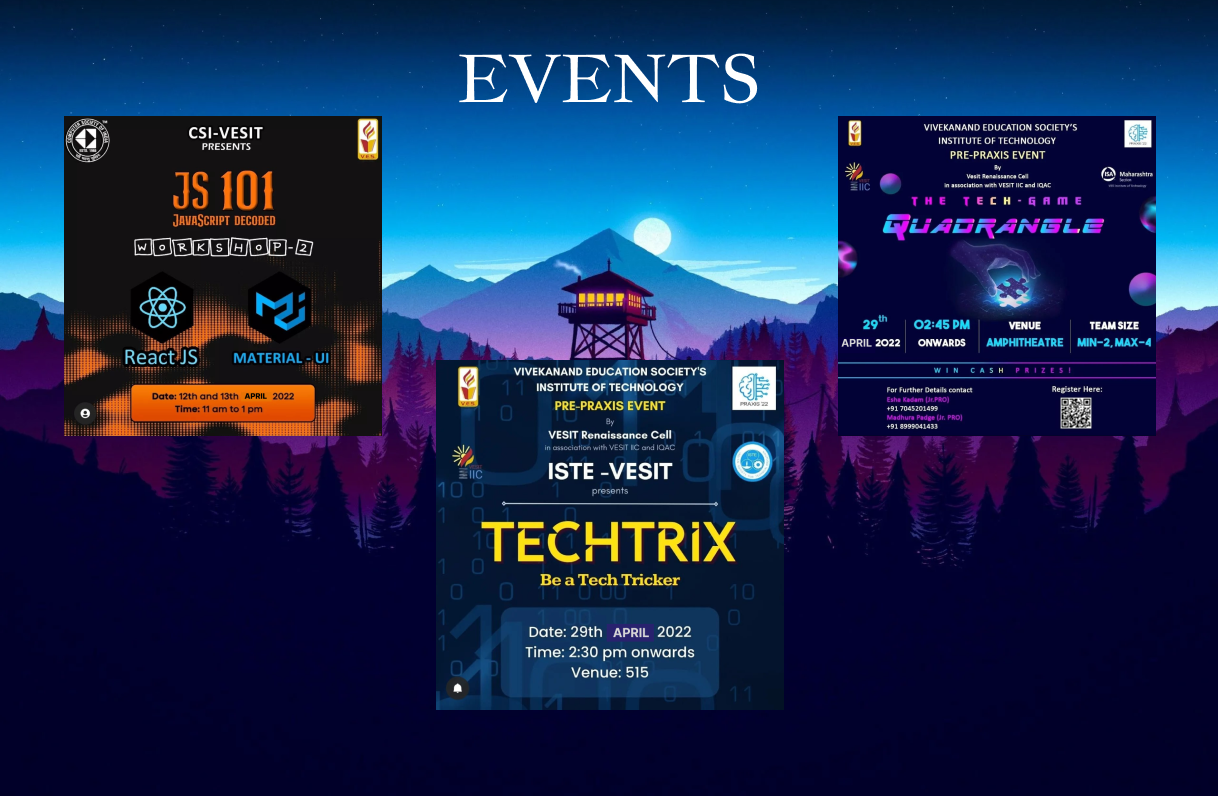 EVENTS
CSI-VESIT
PRESENTS
V.E.S.
JS 101
JAVASCRIPT DECODED
WORKSHOP-2
React JS
MATERIAL - UI
Date: 12th and 13th APRIL 2022
Time: 11 am to 1 pm
VIVEKANAND EDUCATION SOCIETY'S
INSTITUTE OF TECHNOLOGY
PRE-PRAXIS EVENT
By
VESIT Renaissance Cell
in association with VESIT IIC and IQAC
ISTE -VESIT
presents
PRAXIS'22
IIC
TECHTRIX
Be a Tech Tricker
Date: 29th APRIL 2022
Time: 2:30 pm onwards
Venue: 515
VIVEKANAND EDUCATION SOCIETY'S
INSTITUTE OF TECHNOLOGY
PRE-PRAXIS EVENT
By
Vesit Renaissance Cell
in association with VESIT IIC and IQAC
IIC
ISA Maharashtra
Section
THE TECH-GAME
QUADRANGLE
29th
APRIL 2022
02:45 PM
ONWARDS
VENUE
AMPHITHEATRE
TEAM SIZE
MIN-2, MAX-4
WIN CASH PRIZES!
For Further Details contact
Esha Kadam (Jr.PRO)
+91 7045201499
Madhura Padge (Jr. PRO)
+91 8999041433
Register Here: